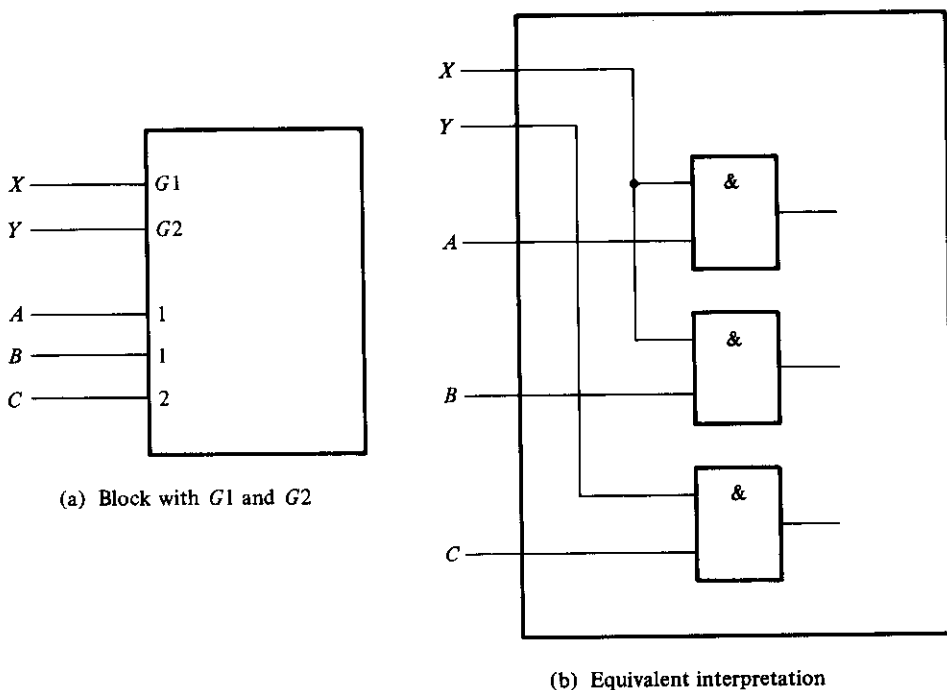 X G1
Y G2
A 1
B 1
C 2
(a) Block with G1 and G2
X
Y
&
A
&
B
&
C
(b) Equivalent interpretation